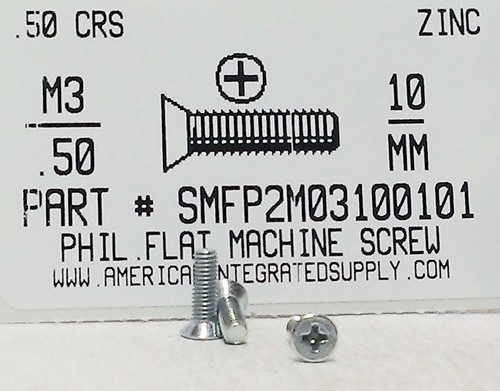 .50 CRS ZINC
M3 10
.50 MM
PART # SMFP2M03100101
PHIL.FLAT MACHINE SCREW
WWW.AMERICANINTEGRATEDSUPPLY.COM